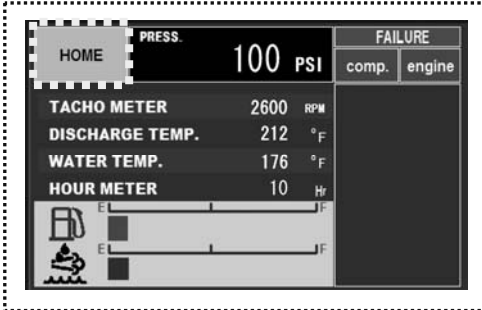 HOME PRESS. 100 PSI FAILURE
comp. engine
TACHO METER 2600 RPM
DISCHARGE TEMP. 212 °F
WATER TEMP. 176 °F
HOUR METER 10 Hr
E F
E F